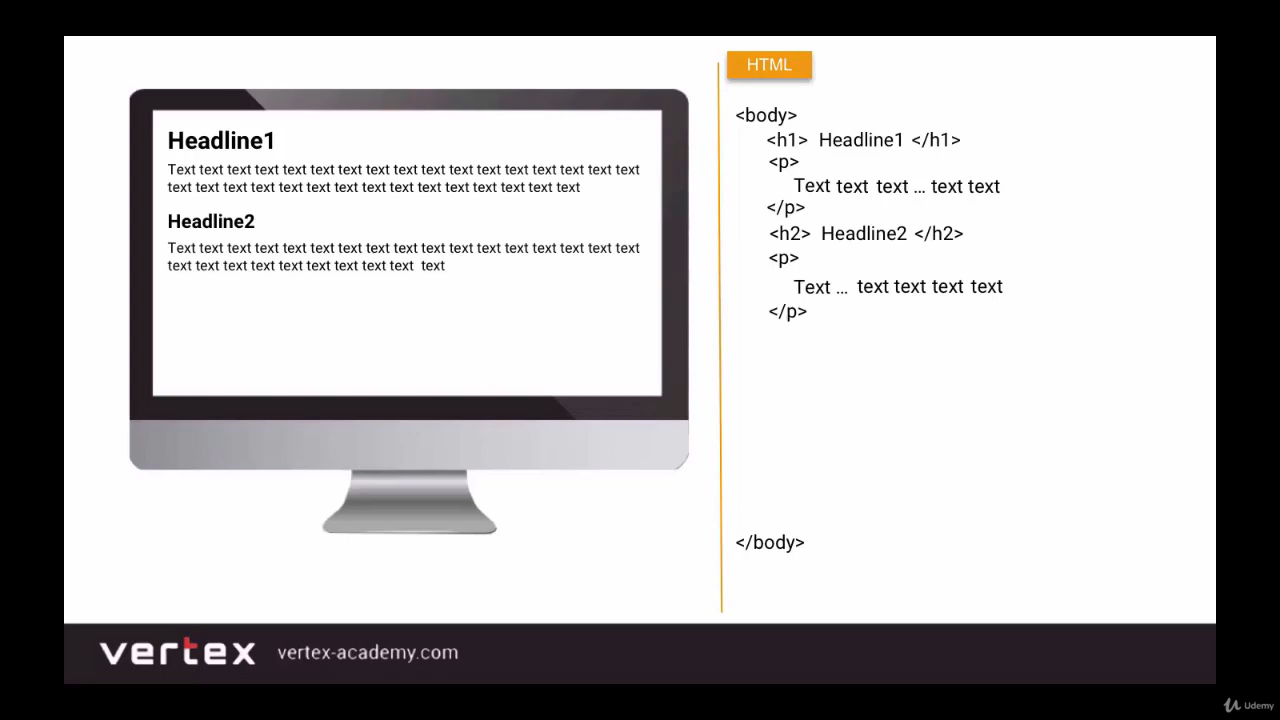 HTML
Headline1
Text text text text text text text text text text text text text text text text text
text text text text text text text text text text text text text text text
Headline2
Text text text text text text text text text text text text text text text text text
text text text text text text text text text text
<body>
<h1> Headline1 </h1>
<p>
Text text text ... text text
</p>
<h2> Headline2 </h2>
<p>
Text ... text text text text
</p>
</body>
vertex vertex-academy.com
Udemy